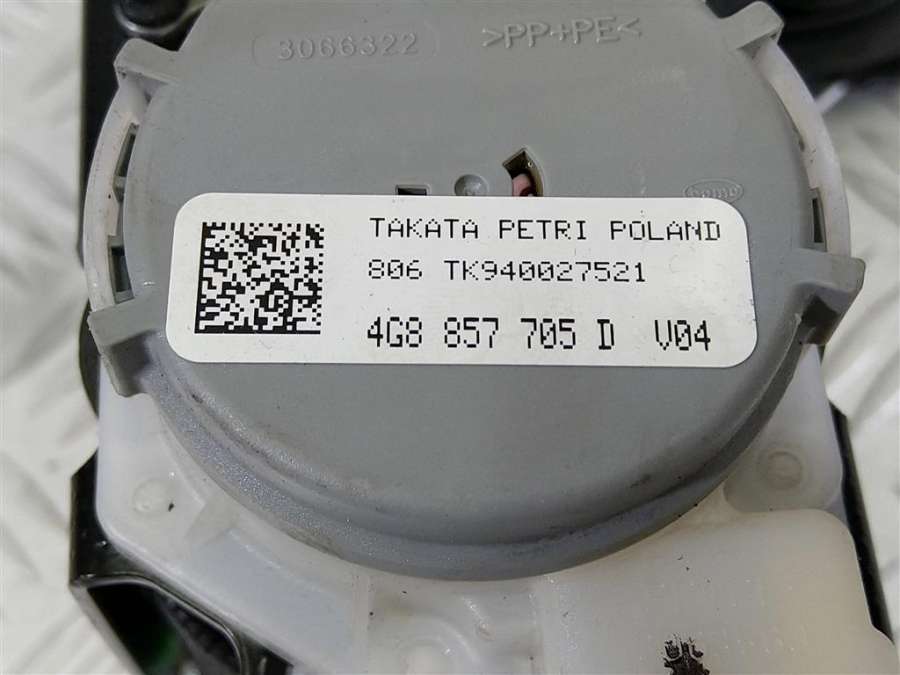 3066322 >PP+PE<
TAKATA PETRI POLAND
806 TK940027521
4G8 857 705 D V04